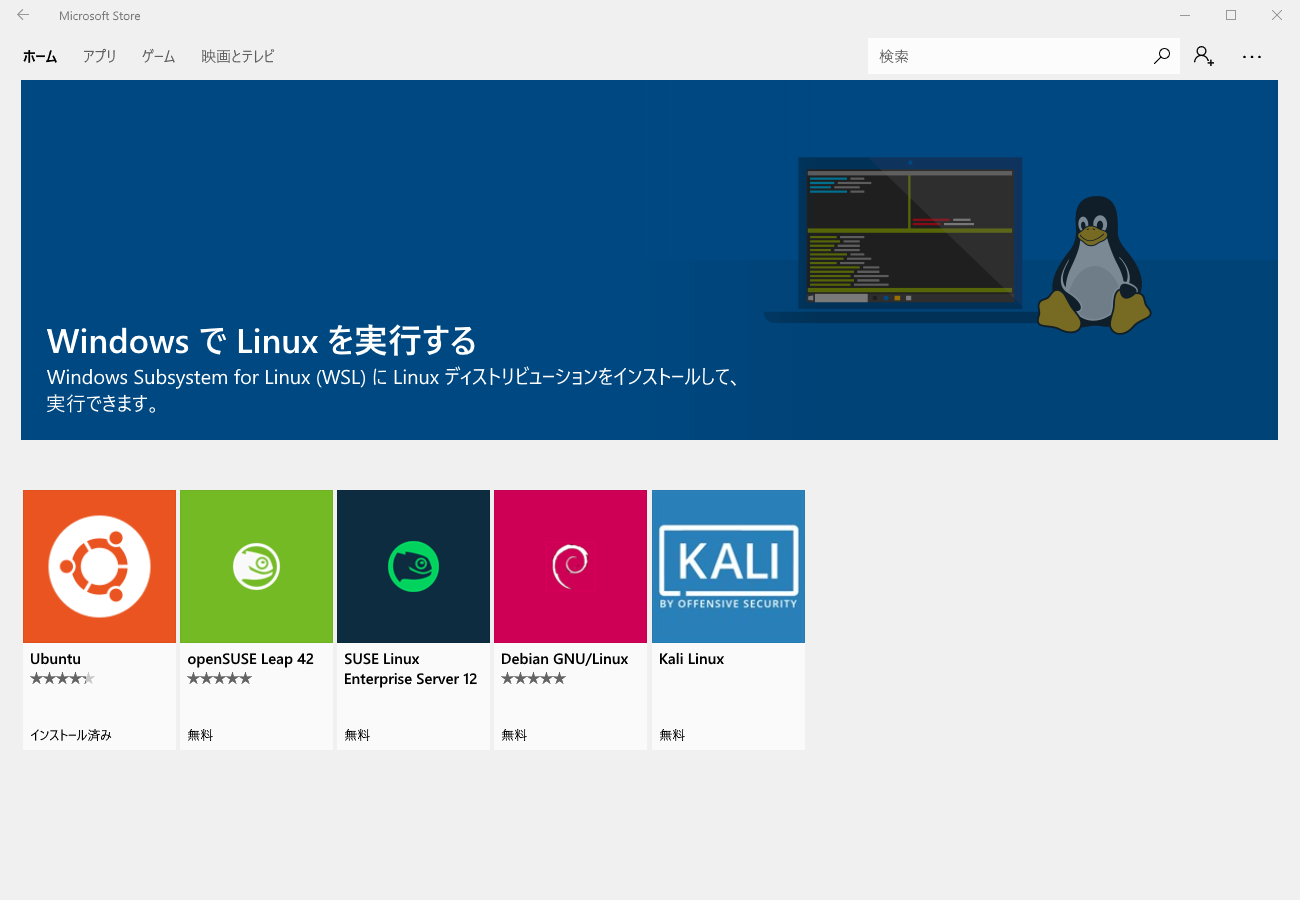 Microsoft Store
ホーム アプリ ゲーム 映画とテレビ 検索
Windows で Linux を実行する
Windows Subsystem for Linux (WSL) に Linux ディストリビューションをインストールして、
実行できます。
KALI
BY OFFENSIVE SECURITY
Ubuntu
インストール済み
openSUSE Leap 42
無料
SUSE Linux
Enterprise Server 12
無料
Debian GNU/Linux
無料
Kali Linux
無料